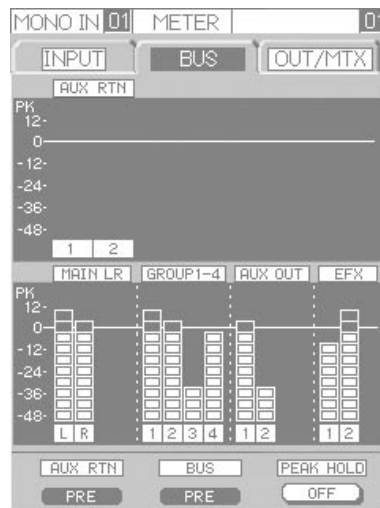 MONO IN 01 METER 01
INPUT BUS OUT/MTX
AUX RTN
PK
12-
0-
-12-
-24-
-36-
-48-
1 2
MAIN LR GROUP1-4 AUX OUT EFX
PK
12-
0-
-12-
-24-
-36-
-48-
L R 1 2 3 4 1 2 1 2
AUX RTN BUS PEAK HOLD
PRE PRE OFF